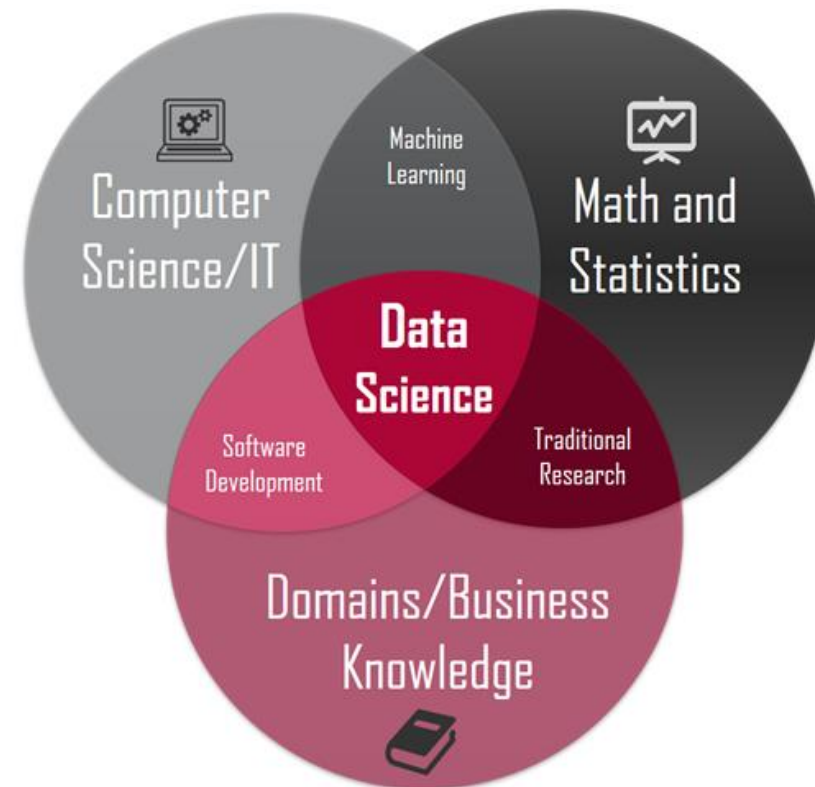 Machine
Learning
Computer
Science/IT
Math and
Statistics
Data
Science
Software
Development
Traditional
Research
Domains/Business
Knowledge